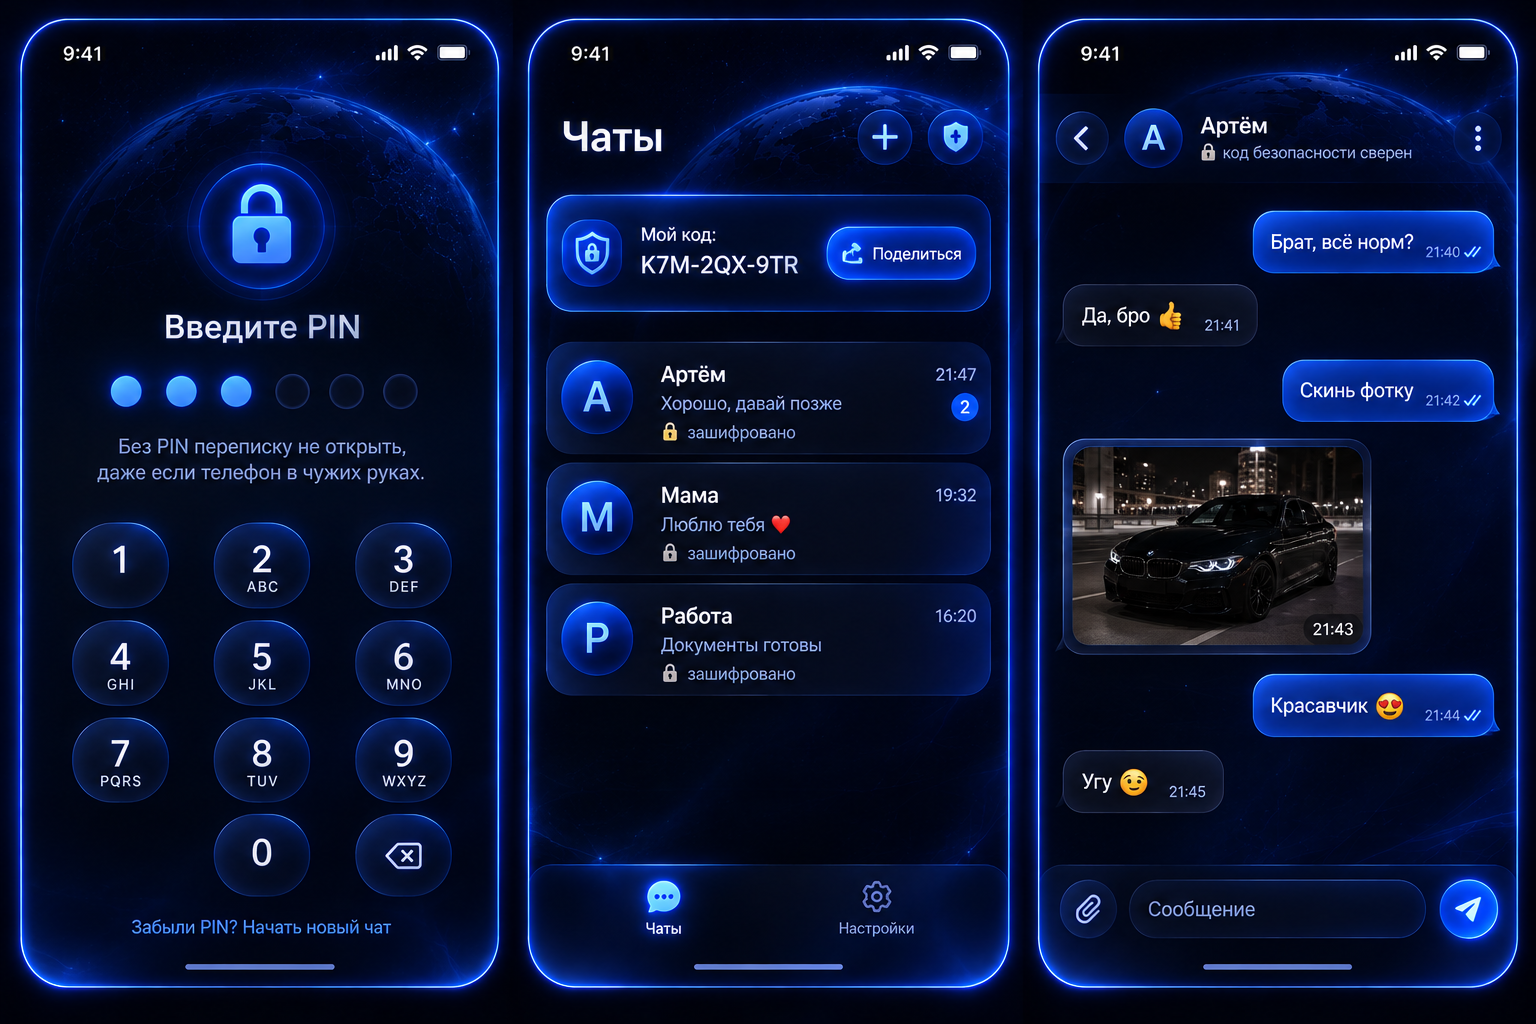 9:41
Введите PIN
Без PIN переписку не открыть,
даже если телефон в чужих руках.
1
2
ABC
3
DEF
4
GHI
5
JKL
6
MNO
7
PQRS
8
TUV
9
WXYZ
0
Забыли PIN? Начать новый чат
9:41
Чаты
Мой код:
K7M-2QX-9TR
Поделиться
А
Артём
21:47
Хорошо, давай позже
2
зашифровано
М
Мама
19:32
Люблю тебя ❤️
зашифровано
Р
Работа
16:20
Документы готовы
зашифровано
Чаты
Настройки
9:41
А
Артём
код безопасности сверен
Брат, всё норм? 21:40
Да, бро 👍 21:41
Скинь фотку 21:42
21:43
Красавчик 😍 21:44
Угу 😉 21:45
Сообщение